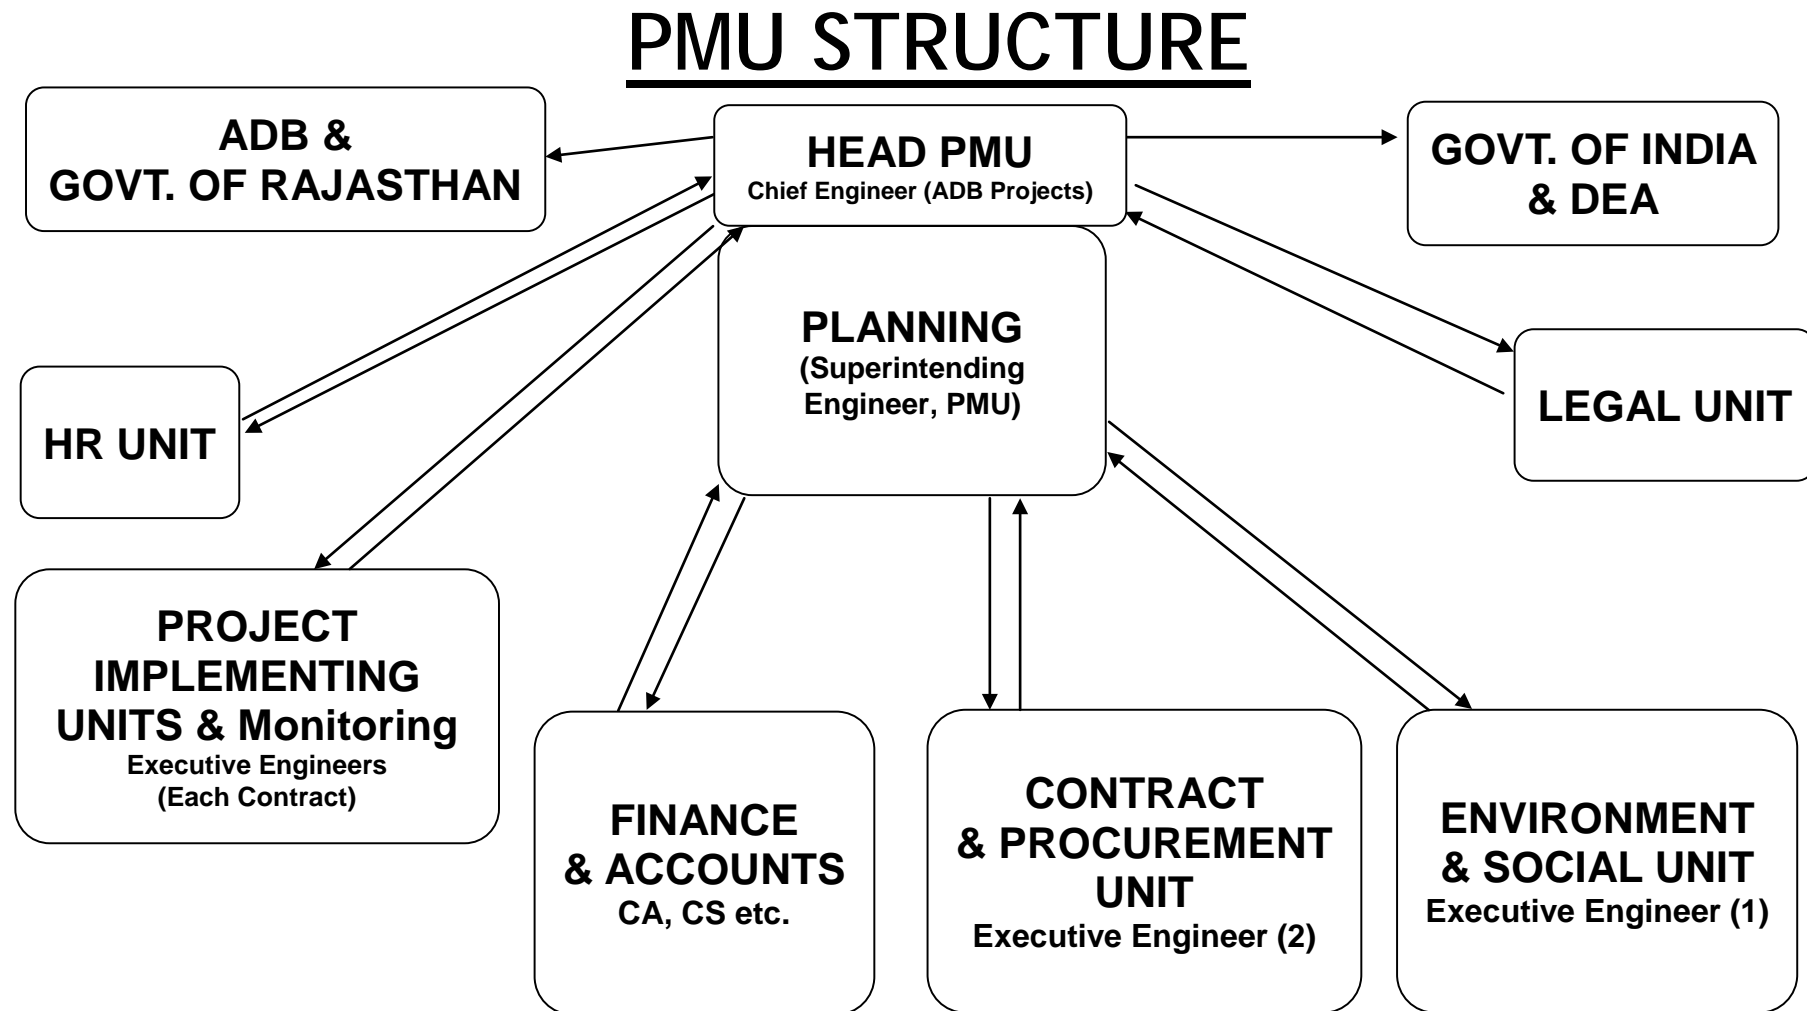 PMU STRUCTURE
ADB &
GOVT. OF RAJASTHAN
HEAD PMU
Chief Engineer (ADB Projects)
GOVT. OF INDIA
& DEA
PLANNING
(Superintending
Engineer, PMU)
HR UNIT
LEGAL UNIT
PROJECT
IMPLEMENTING
UNITS & Monitoring
Executive Engineers
(Each Contract)
FINANCE
& ACCOUNTS
CA, CS etc.
CONTRACT
& PROCUREMENT
UNIT
Executive Engineer (2)
ENVIRONMENT
& SOCIAL UNIT
Executive Engineer (1)